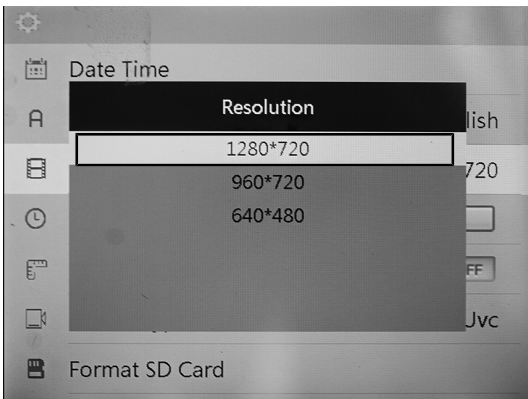 Date Time
Resolution
lish
1280*720
720
960*720
640*480
FF
Uvc
Format SD Card